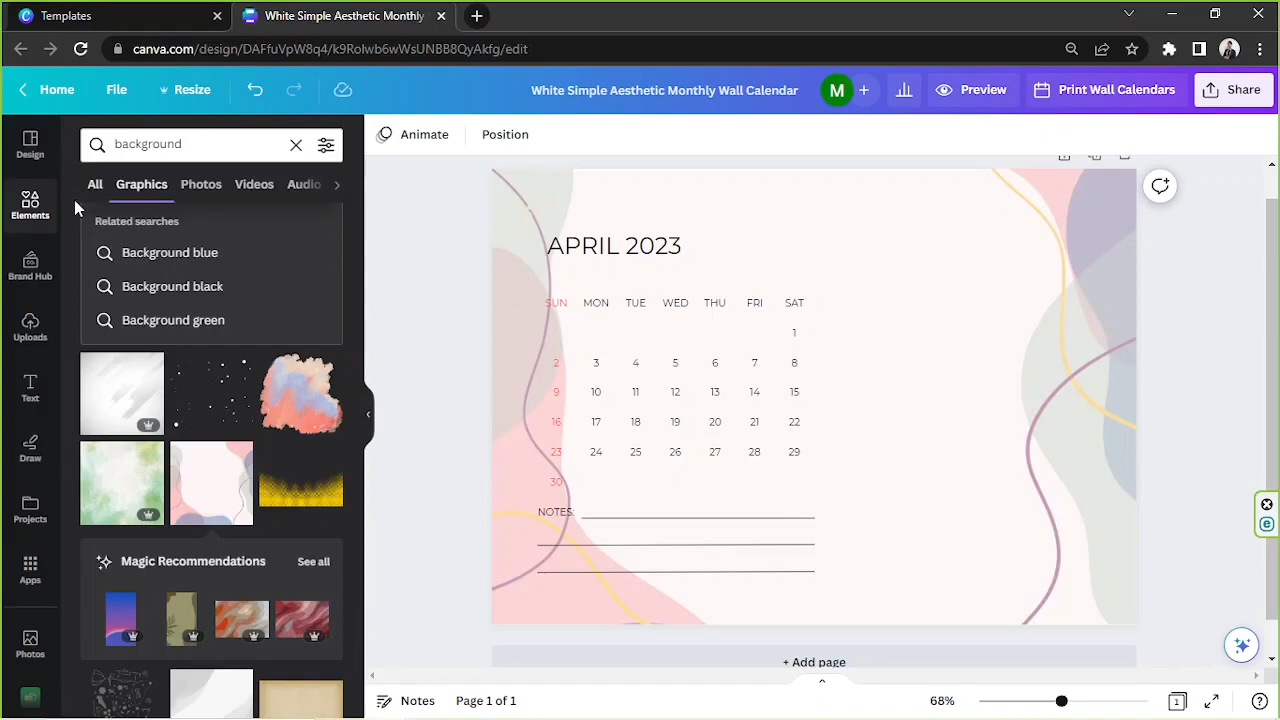 Templates
White Simple Aesthetic Monthly
canva.com/design/DAFfuVpW8q4/k9Rolwb6wWsUNBB8QyAkfg/edit
Home File Resize White Simple Aesthetic Monthly Wall Calendar M Preview Print Wall Calendars Share
Design
Elements
Brand Hub
Uploads
Text
Draw
Projects
Apps
Photos
background
All Graphics Photos Videos Audio
Related searches
Background blue
Background black
Background green
Magic Recommendations See all
Animate Position
APRIL 2023
SUN MON TUE WED THU FRI SAT
1
2 3 4 5 6 7 8
9 10 11 12 13 14 15
16 17 18 19 20 21 22
23 24 25 26 27 28 29
30
NOTES:
+ Add page
Notes Page 1 of 1 68% 1